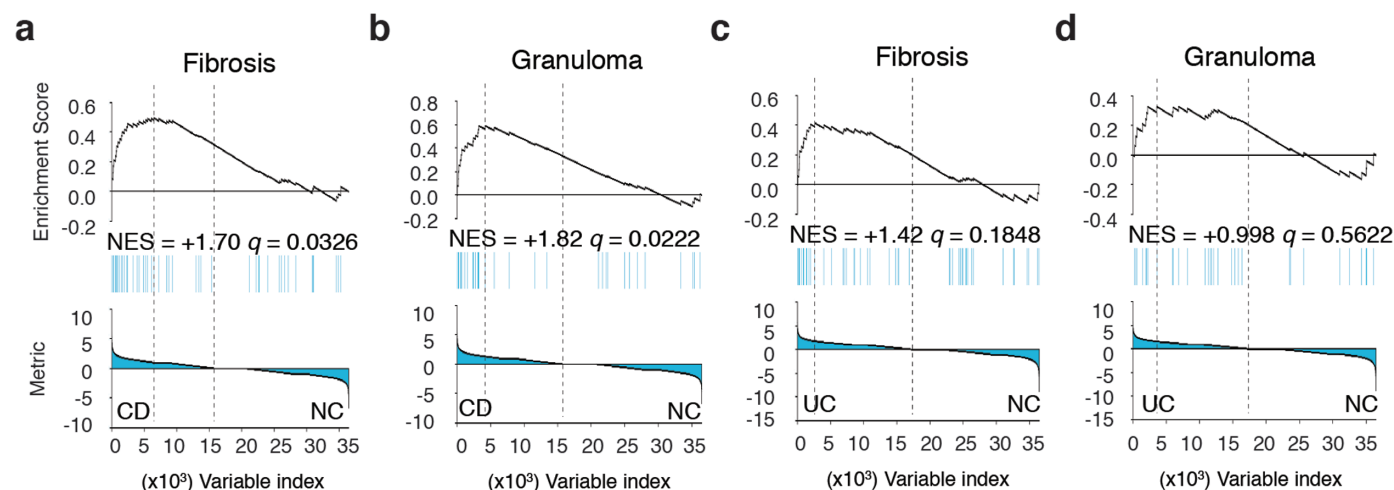 a
Fibrosis
Enrichment Score
0.6
0.4
0.2
0.0
-0.2
NES = +1.70 q = 0.0326
Metric
10
5
0
-5
-10
CD
NC
0 5 10 15 20 25 30 35
(x10³) Variable index
b
Granuloma
0.8
0.6
0.4
0.2
0.0
-0.2
NES = +1.82 q = 0.0222
10
5
0
-5
-10
CD
NC
0 5 10 15 20 25 30 35
(x10³) Variable index
c
Fibrosis
0.6
0.4
0.2
0.0
-0.2
NES = +1.42 q = 0.1848
10
5
0
-5
-10
-15
UC
NC
0 5 10 15 20 25 30 35
(x10³) Variable index
d
Granuloma
0.4
0.2
0.0
-0.2
-0.4
NES = +0.998 q = 0.5622
10
5
0
-5
-10
-15
UC
NC
0 5 10 15 20 25 30 35
(x10³) Variable index